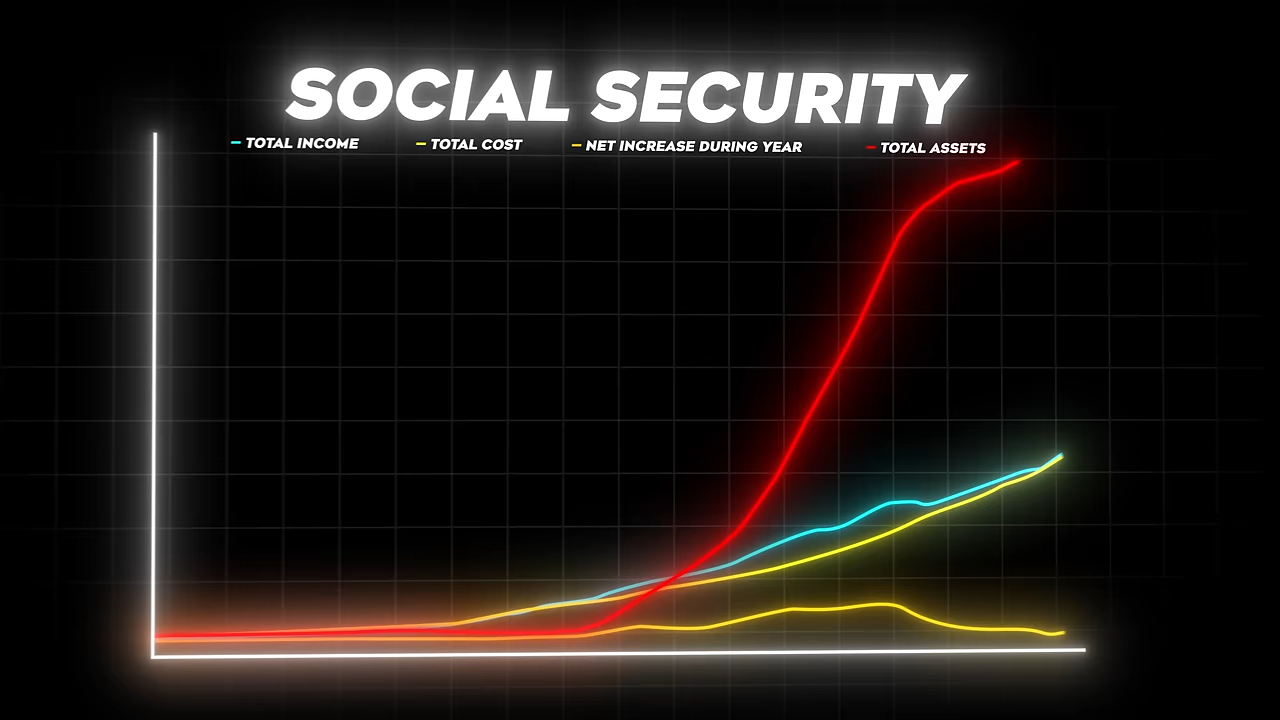 SOCIAL SECURITY
TOTAL INCOME TOTAL COST NET INCREASE DURING YEAR TOTAL ASSETS